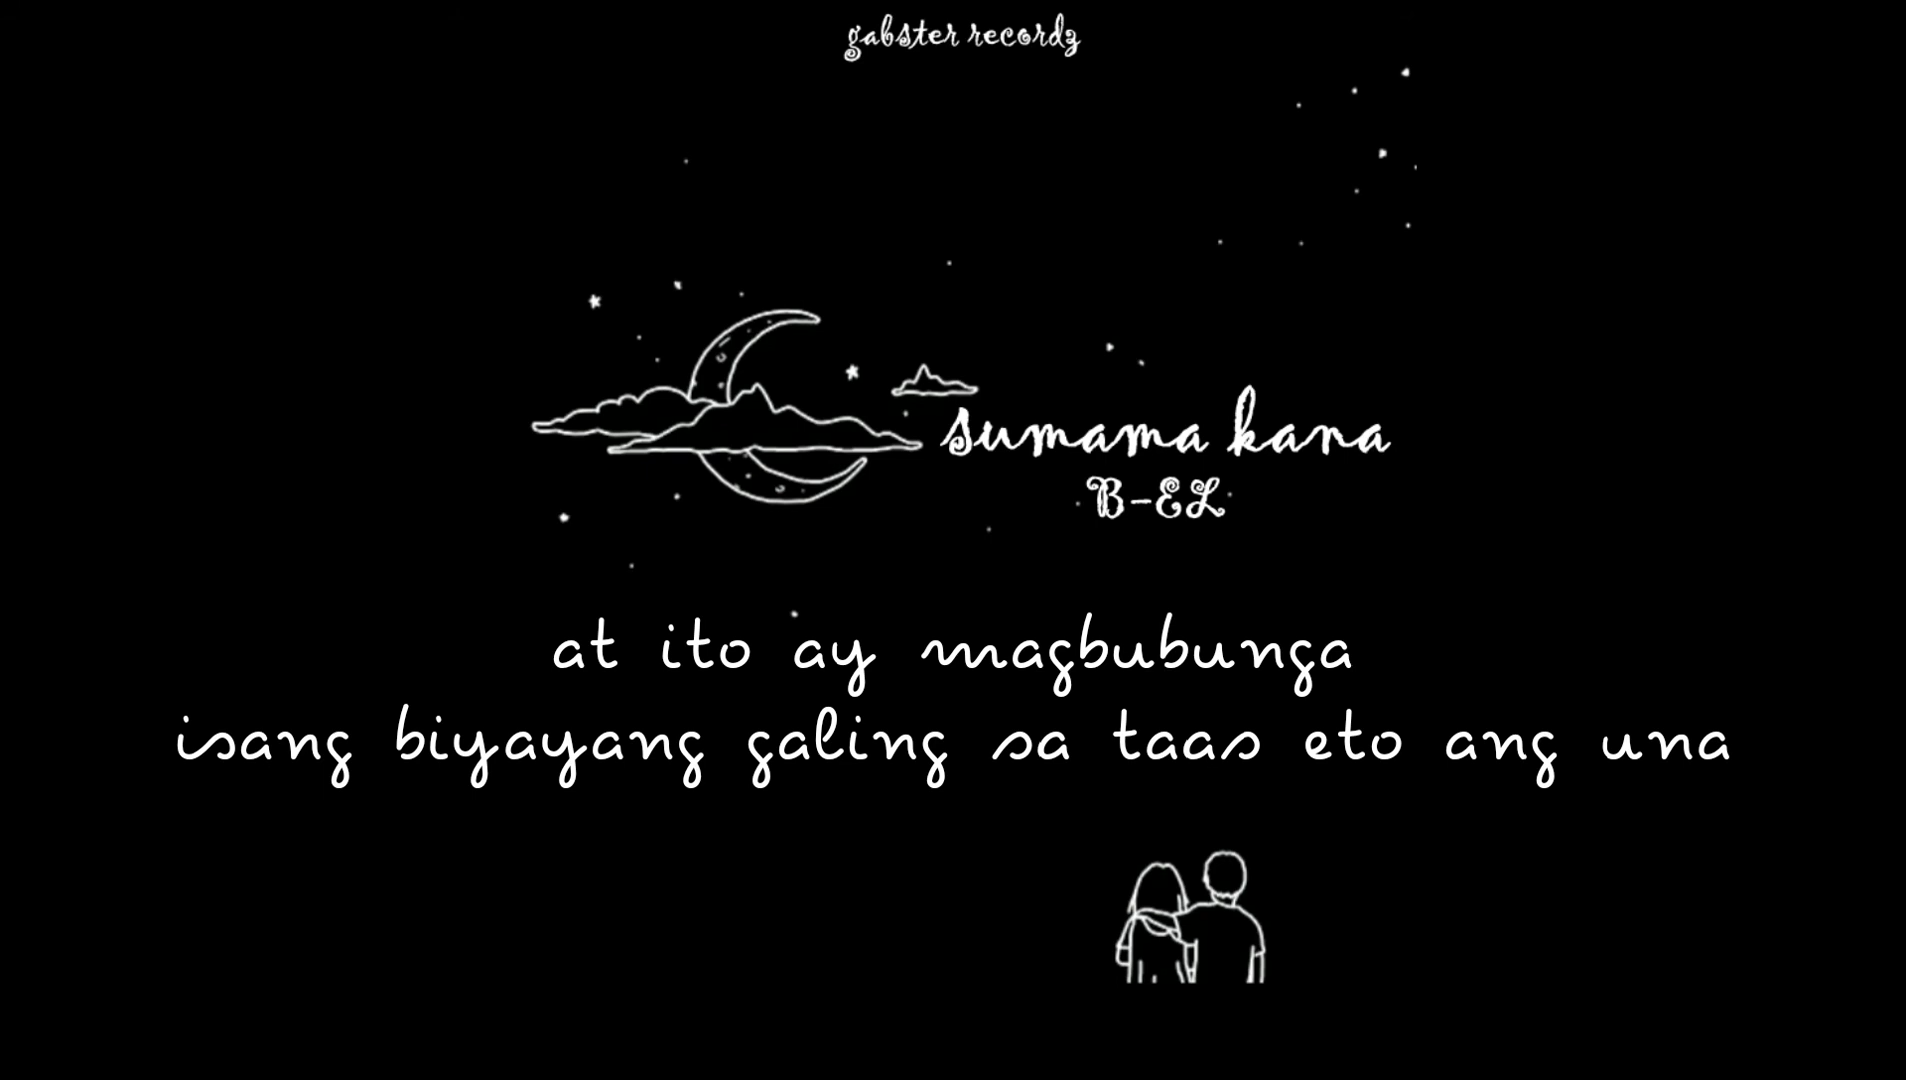 gabster recordz
sumama kana
B-EL
at ito ay magbubunga
isang biyayang galing sa taas eto ang una